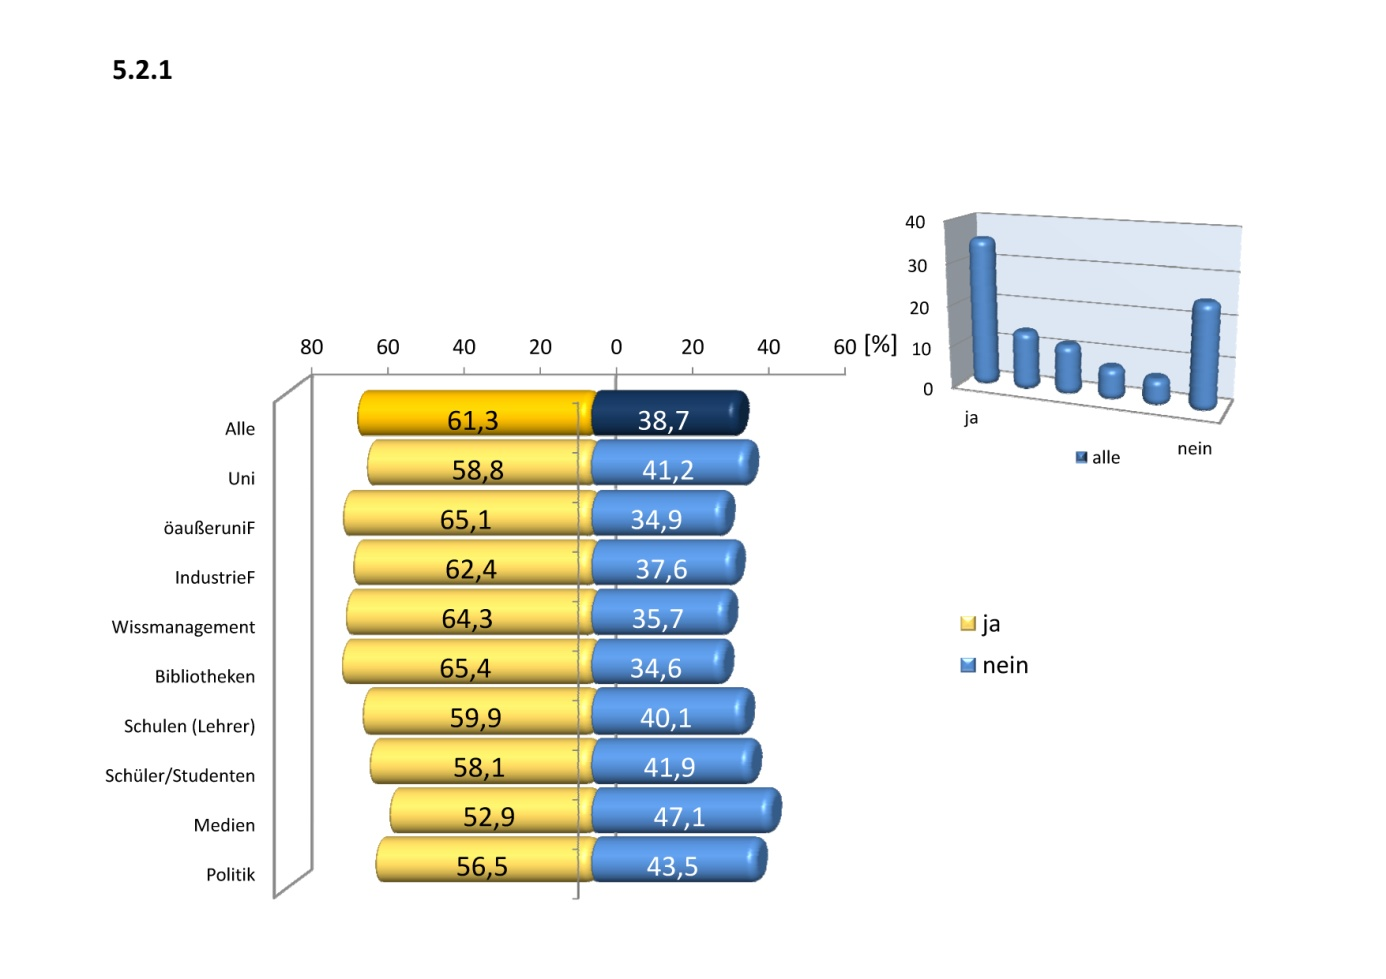 5.2.1
80 60 40 20 0 20 40 60 [%]
Alle 61,3 38,7
Uni 58,8 41,2
öaußeruniF 65,1 34,9
IndustrieF 62,4 37,6
Wissmanagement 64,3 35,7
Bibliotheken 65,4 34,6
Schulen (Lehrer) 59,9 40,1
Schüler/Studenten 58,1 41,9
Medien 52,9 47,1
Politik 56,5 43,5
40
30
20
10
0
ja
nein
alle
ja
nein